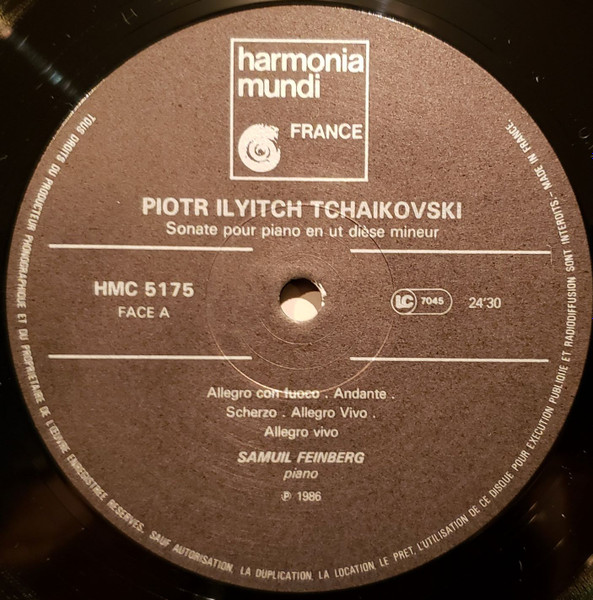 harmonia
mundi
FRANCE
PIOTR ILYITCH TCHAIKOVSKI
Sonate pour piano en ut dièse mineur
HMC 5175
FACE A
LC 7045
24'30
Allegro con fuoco . Andante .
Scherzo . Allegro Vivo .
Allegro vivo
SAMUIL FEINBERG
piano
℗ 1986
TOUS DROITS DU PRODUCTEUR PHONOGRAPHIQUE ET DU PROPRIETAIRE DE L'ŒUVRE ENREGISTREE RESERVES. SAUF AUTORISATION, LA DUPLICATION, LA LOCATION, LE PRET, L'UTILISATION DE CE DISQUE POUR EXECUTION PUBLIQUE ET RADIODIFFUSION SONT INTERDITS. - MADE IN FRANCE.